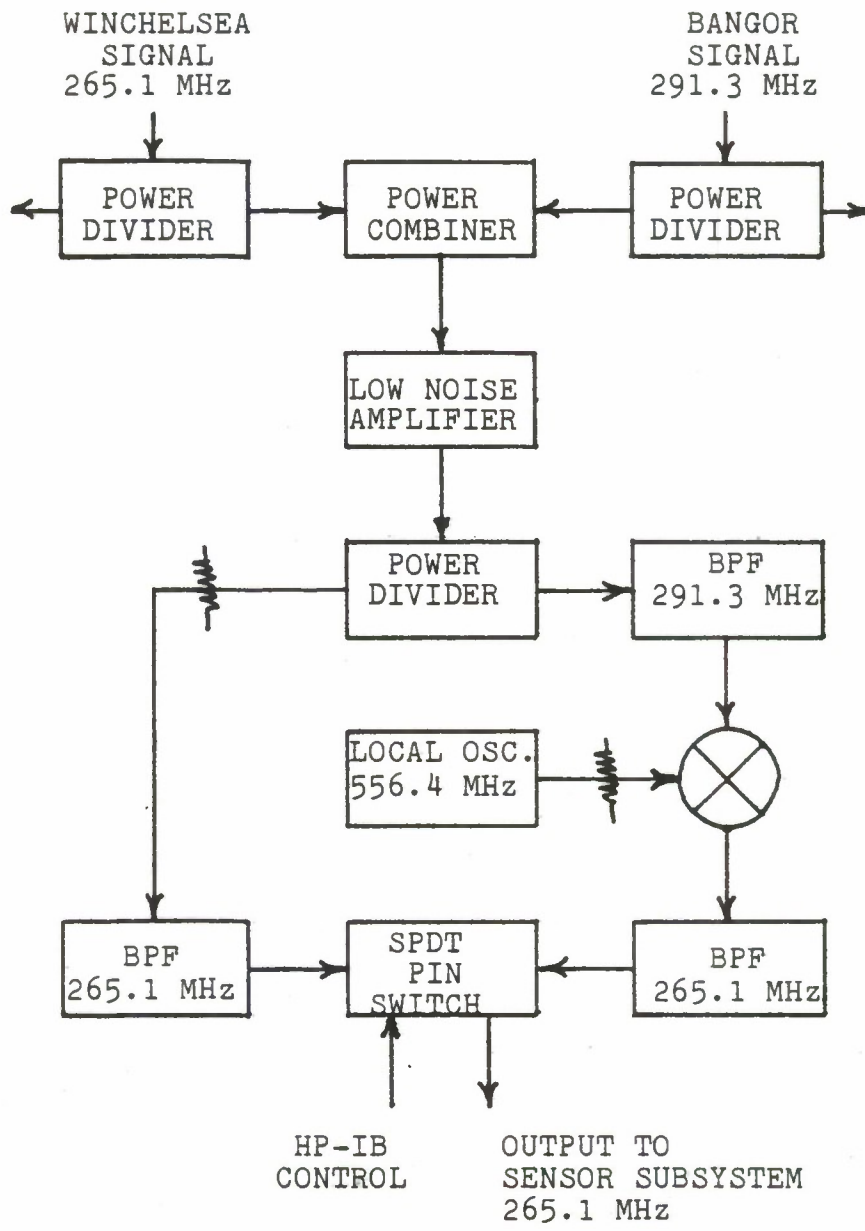 WINCHELSEA
SIGNAL
265.1 MHz
BANGOR
SIGNAL
291.3 MHz
POWER
DIVIDER
POWER
COMBINER
POWER
DIVIDER
LOW NOISE
AMPLIFIER
POWER
DIVIDER
BPF
291.3 MHz
LOCAL OSC.
556.4 MHz
BPF
265.1 MHz
SPDT
PIN
SWITCH
BPF
265.1 MHz
HP-IB
CONTROL
OUTPUT TO
SENSOR SUBSYSTEM
265.1 MHz